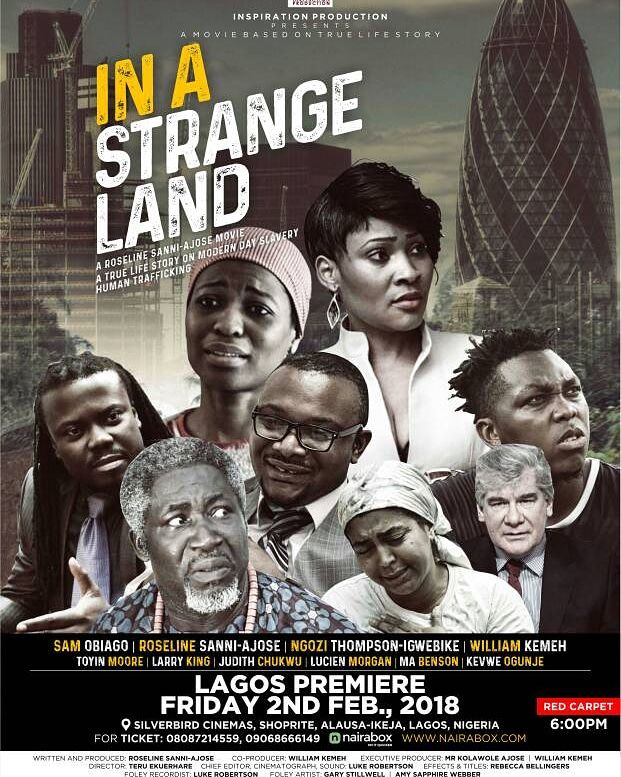 PRODUCTION
INSPIRATION PRODUCTION
PRESENTS
A MOVIE BASED ON TRUE LIFE STORY
IN A
STRANGE
LAND
A ROSELINE SANNI-AJOSE MOVIE
A TRUE LIFE STORY ON MODERN DAY SLAVERY
HUMAN TRAFFICKING
SAM OBIAGO | ROSELINE SANNI-AJOSE | NGOZI THOMPSON-IGWEBIKE | WILLIAM KEMEH
TOYIN MOORE | LARRY KING | JUDITH CHUKWU | LUCIEN MORGAN | MA BENSON | KEVWE OGUNJE
LAGOS PREMIERE
FRIDAY 2ND FEB., 2018
RED CARPET
6:00PM
SILVERBIRD CINEMAS, SHOPRITE, ALAUSA-IKEJA, LAGOS, NIGERIA
FOR TICKET: 08087214559, 09068666149 nairabox WWW.NAIRABOX.COM
WRITTEN AND PRODUCED: ROSELINE SANNI-AJOSE CO-PRODUCER: WILLIAM KEMEH EXECUTIVE PRODUCER: MR KOLAWOLE AJOSE | WILLIAM KEMEH
DIRECTOR: TERU EKUERHARE CHIEF EDITOR, CINEMATOGRAPH, SOUND: LUKE ROBERTSON EFFECTS & TITLES: REBECCA BELLINGERS
FOLEY RECORDIST: LUKE ROBERTSON FOLEY ARTIST: GARY STILLWELL | AMY SAPPHIRE WEBBER